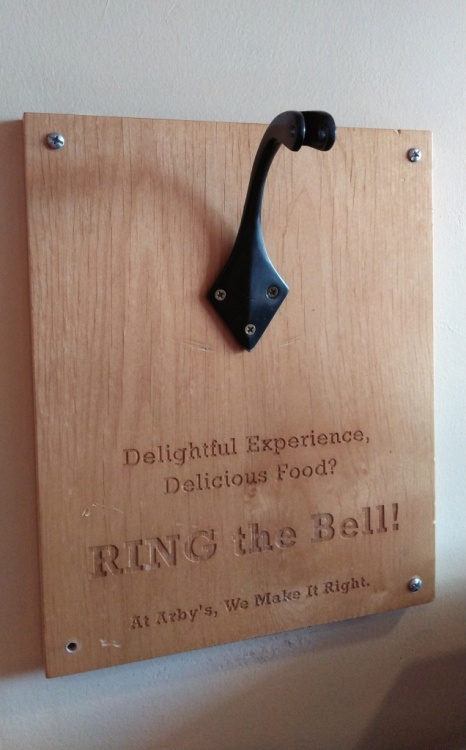 Delightful Experience,
Delicious Food?
RING the Bell!
At Arby's, We Make It Right.